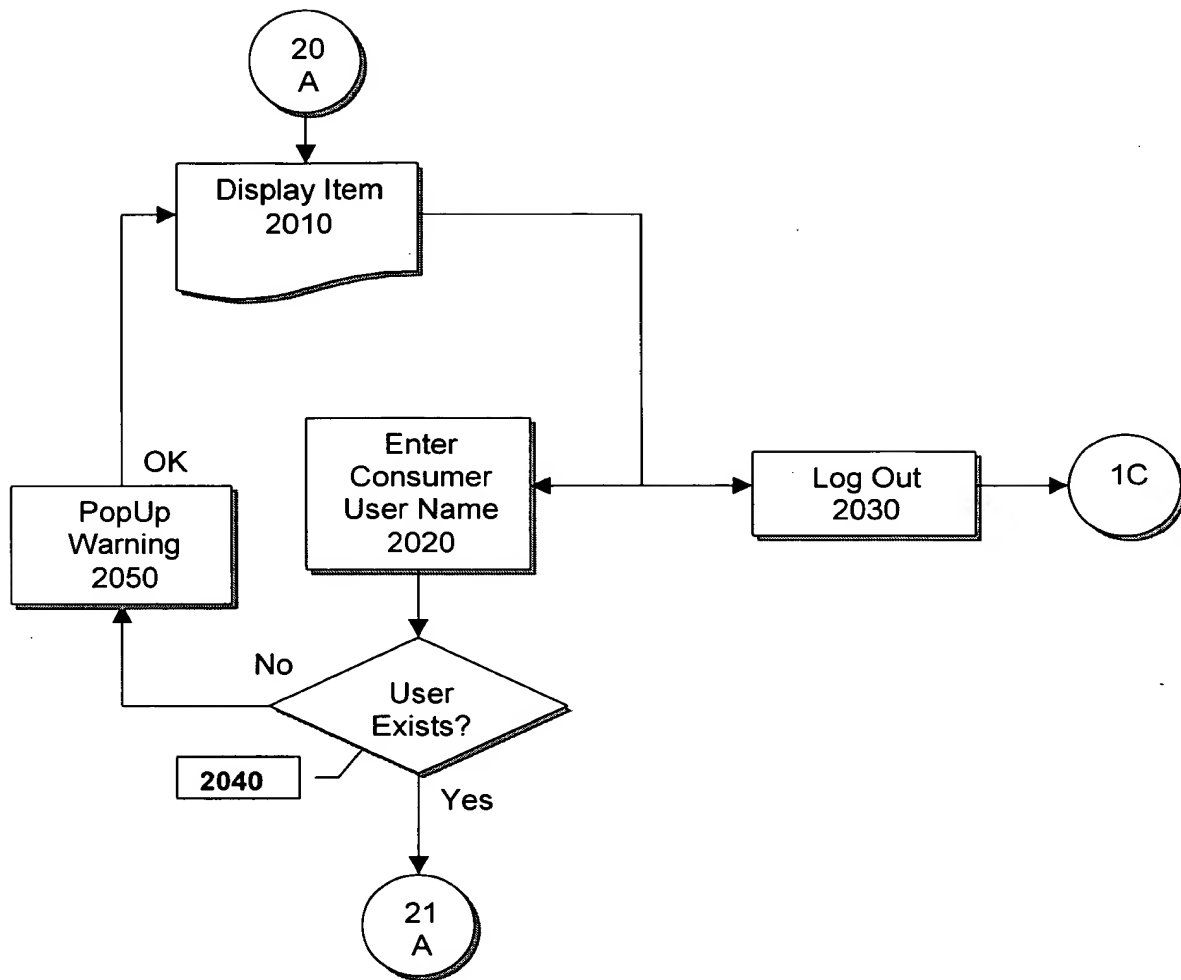 20
A
Display Item
2010
Enter
Consumer
User Name
2020
Log Out
2030
1C
OK
PopUp
Warning
2050
No
User
Exists?
2040
Yes
21
A